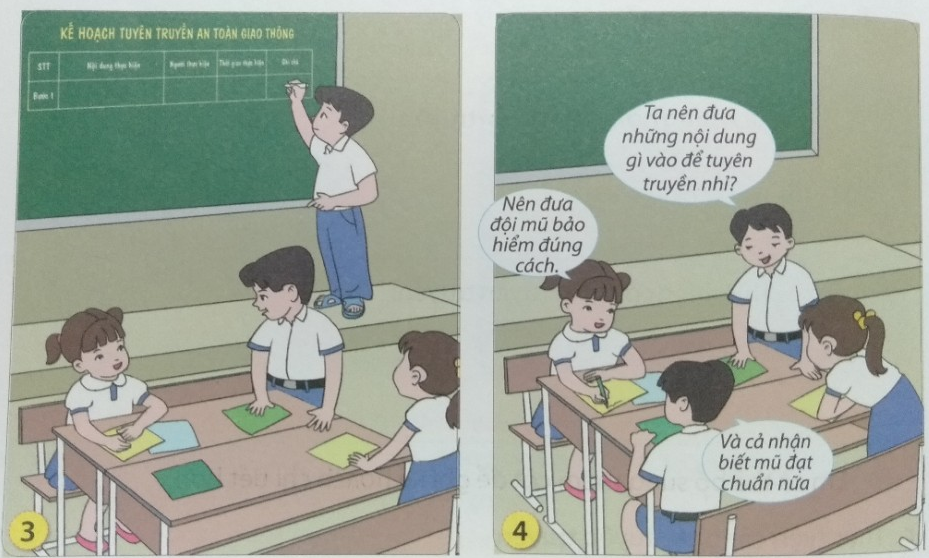 KẾ HOẠCH TUYÊN TRUYỀN AN TOÀN GIAO THÔNG
STT Nội dung thực hiện Người thực hiện Thời gian thực hiện Ghi chú
Bước 1
3
Ta nên đưa
những nội dung
gì vào để tuyên
truyền nhỉ?
Nên đưa
đội mũ bảo
hiểm đúng
cách.
Và cả nhận
biết mũ đạt
chuẩn nữa
4